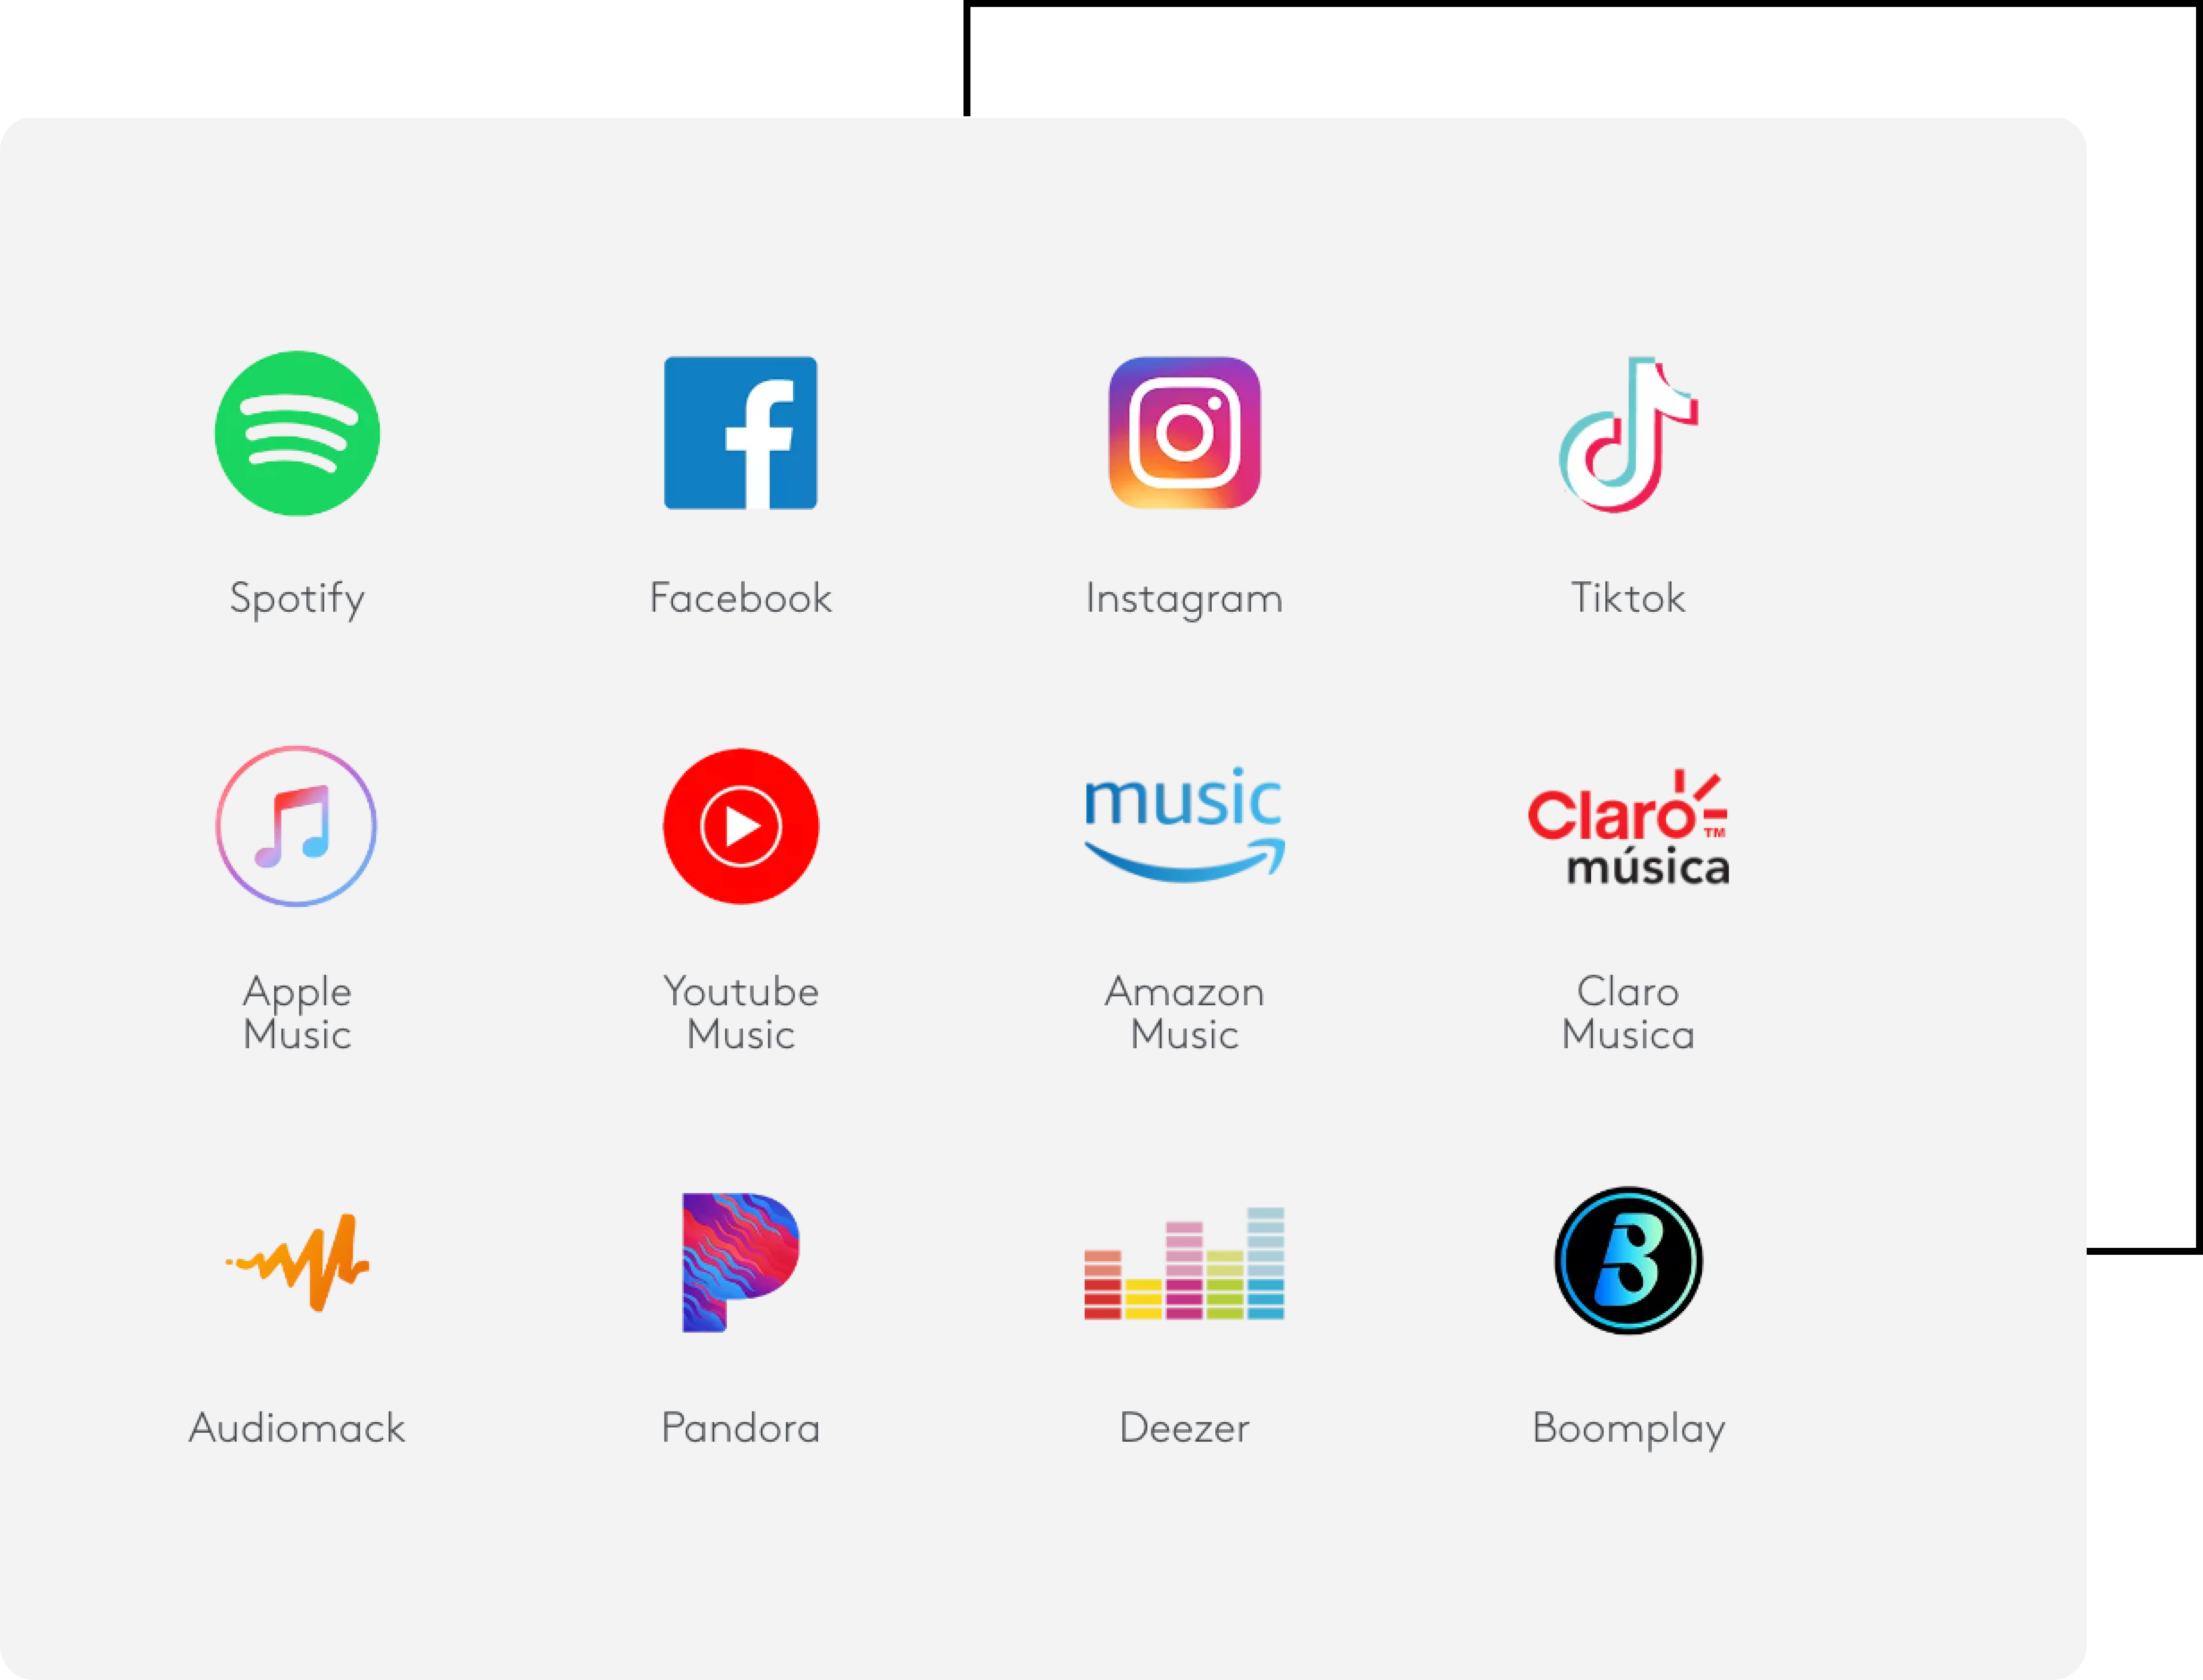 Spotify
Facebook
Instagram
Tiktok
music
Claro TM
música
Apple
Music
Youtube
Music
Amazon
Music
Claro
Musica
Audiomack
Pandora
Deezer
Boomplay